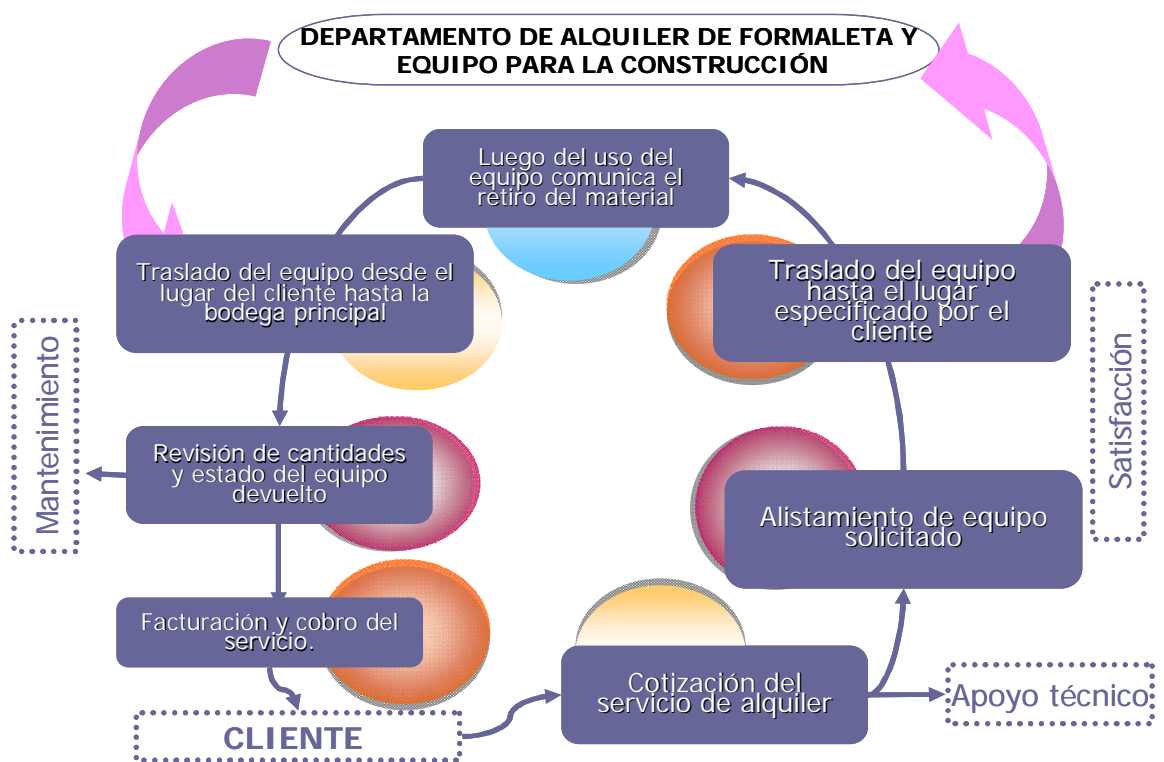 DEPARTAMENTO DE ALQUILER DE FORMALETA Y
EQUIPO PARA LA CONSTRUCCIÓN
Luego del uso del
equipo comunica el
retiro del material
Traslado del equipo desde el
lugar del cliente hasta la
bodega principal
Traslado del equipo
hasta el lugar
especificado por el
cliente
Mantenimiento
Satisfacción
Revisión de cantidades
y estado del equipo
devuelto
Alistamiento de equipo
solicitado
Facturación y cobro del
servicio.
Cotización del
servicio de alquiler
Apoyo técnico
CLIENTE